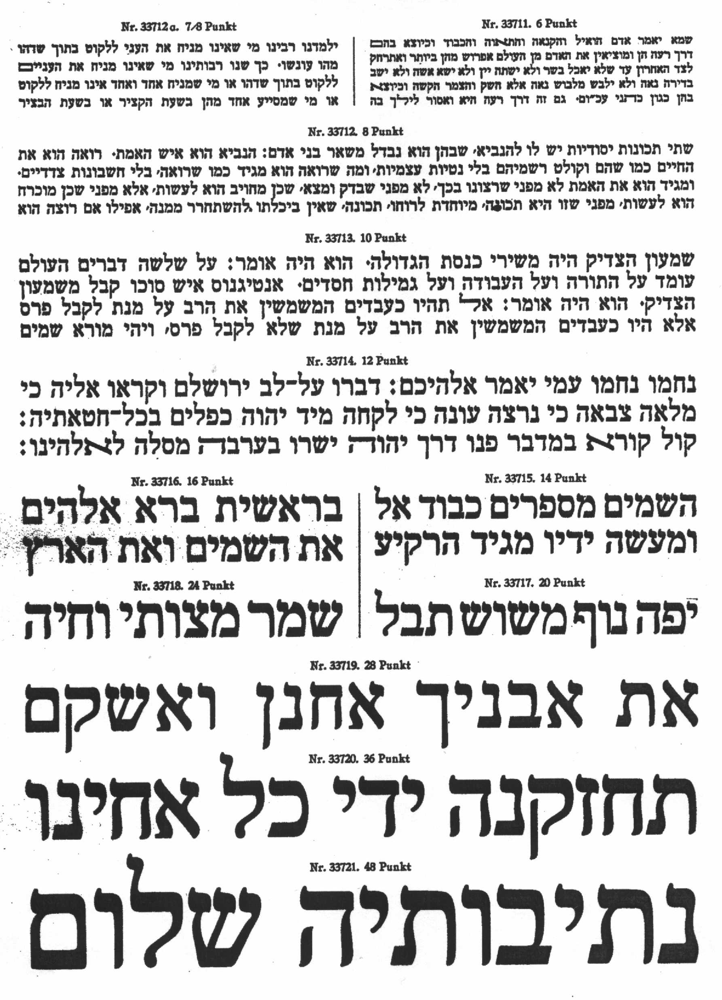 Nr. 33711. 6 Punkt
שמא יאמר אדם הואיל והקנאה והתאוה והכבוד וכיוצא בהם
דרך רעה הן ומוציאין את האדם מן העולם אפרוש מהן ביותר ואתרחק
לצד האחרון עד שלא יאכל בשר ולא ישתה יין ולא ישא אשה ולא ישב
בדירה נאה ולא ילבש מלבוש נאה אלא השק והצמר הקשה וכיוצא
בהן כגון כהני עכ״ום· גם זה דרך רעה היא ואסור לילך בה
Nr. 33712a. 7/8 Punkt
ילמדנו רבינו מי שאינו מניח את העני ללקוט בתוך שדהו
מהו עונשו· כך שנו רבותינו מי שאינו מניח את העניים
ללקוט בתוך שדהו או מי שמניח אחד ואחד אינו מניח ללקוט
או מי שמסייע אחד מהן בשעת הקציר או בשעת הבציר
Nr. 33712. 8 Punkt
שתי תכונות יסודיות יש לו להנביא, שבהן הוא נבדל משאר בני אדם: הנביא הוא איש האמת· רואה הוא את
החיים כמו שהם וקולט רשמיהם בלי נטיות עצמיות, ומה שרואה הוא מגיד כמו שרואה, בלי חשבונות צדדיים·
ומגיד הוא את האמת לא מפני שרצונו בכך, לא מפני שבדק ומצא, שכן מחויב הוא לעשות, אלא מפני שכן מוכרח
הוא לעשות, מפני שזו היא תכונה, מיוחדת לרוחו, תכונה, שאין ביכלתו להשתחרר ממנה, אפילו אם רוצה הוא
Nr. 33713. 10 Punkt
שמעון הצדיק היה משירי כנסת הגדולה· הוא היה אומר: על שלשה דברים העולם
עומד על התורה ועל העבודה ועל גמילות חסדים· אנטיגנוס איש סוכו קבל משמעון
הצדיק· הוא היה אומר: אל תהיו כעבדים המשמשין את הרב על מנת לקבל פרס
אלא היו כעבדים המשמשין את הרב על מנת שלא לקבל פרס, ויהי מורא שמים
Nr. 33714. 12 Punkt
נחמו נחמו עמי יאמר אלהיכם: דברו על־לב ירושלם וקראו אליה כי
מלאה צבאה כי נרצה עונה כי לקחה מיד יהוה כפלים בכל־חטאתיה:
קול קורא במדבר פנו דרך יהוה ישרו בערבה מסלה לאלהינו:
Nr. 33715. 14 Punkt
השמים מספרים כבוד אל
ומעשה ידיו מגיד הרקיע
Nr. 33716. 16 Punkt
בראשית ברא אלהים
את השמים ואת הארץ
Nr. 33717. 20 Punkt
יפה נוף משוש תבל
Nr. 33718. 24 Punkt
שמר מצותי וחיה
Nr. 33719. 28 Punkt
את אבניך אחנן ואשקם
Nr. 33720. 36 Punkt
תחזקנה ידי כל אחינו
Nr. 33721. 48 Punkt
נתיבותיה שלום